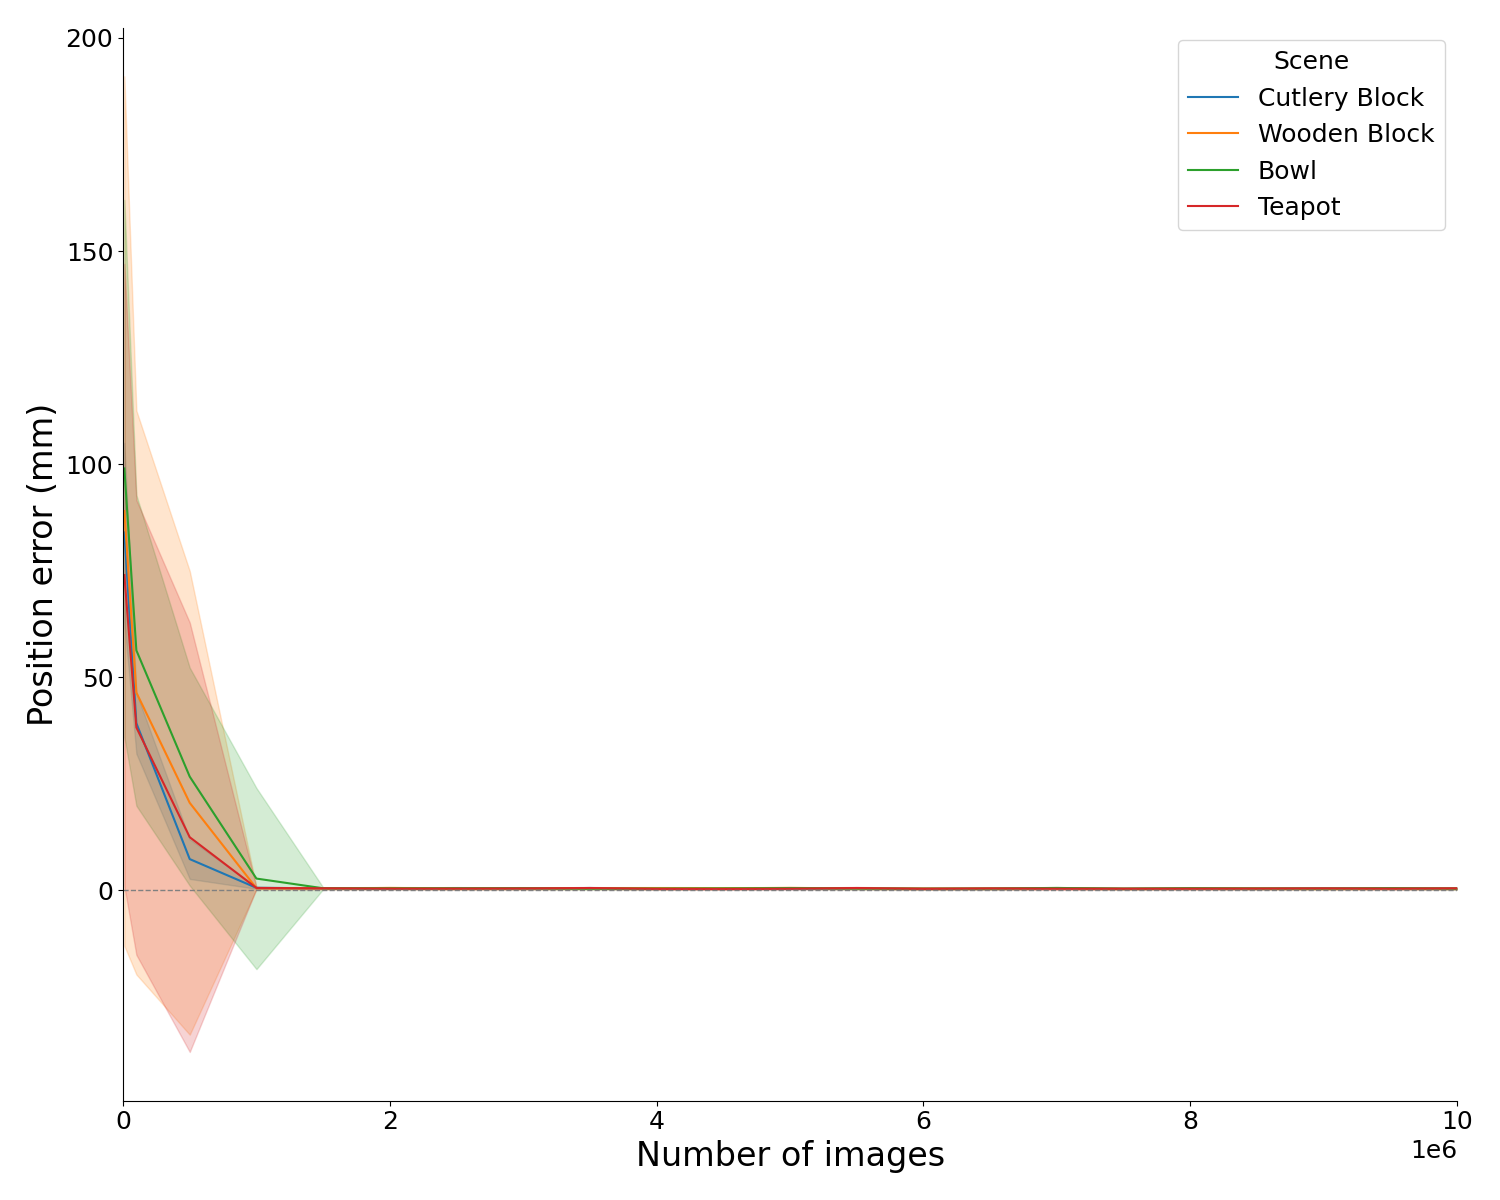 200
150
100
50
0
Position error (mm)
Scene
Cutlery Block
Wooden Block
Bowl
Teapot
0 2 4 6 8 10
1e6
Number of images